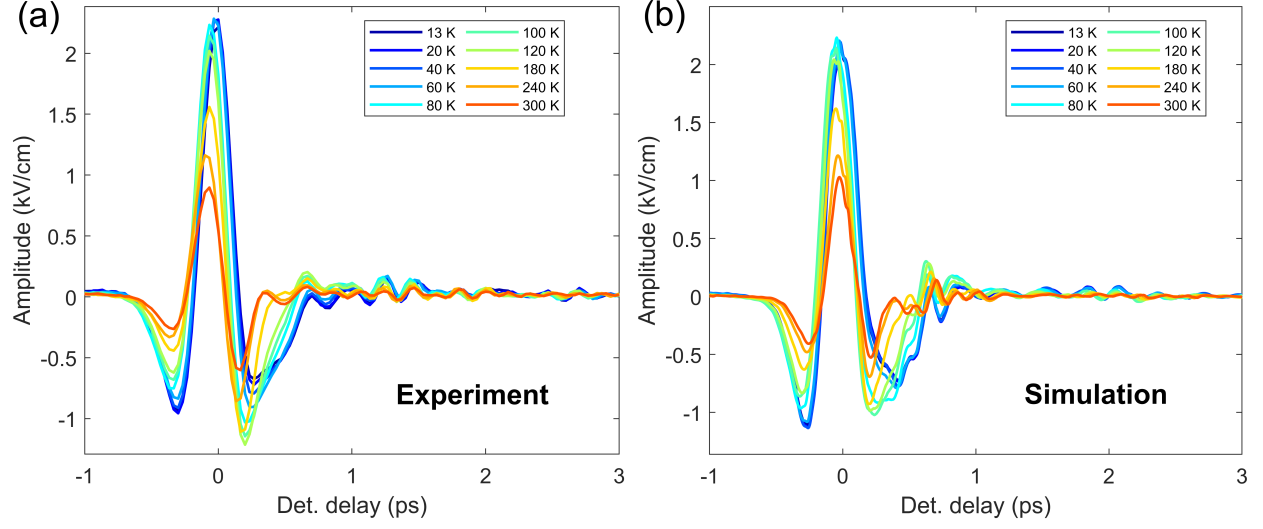 (a)
Amplitude (kV/cm)
2
1.5
1
0.5
0
-0.5
-1
13 K 100 K
20 K 120 K
40 K 180 K
60 K 240 K
80 K 300 K
Experiment
-1 0 1 2 3
Det. delay (ps)
(b)
Amplitude (kV/cm)
2
1.5
1
0.5
0
-0.5
-1
13 K 100 K
20 K 120 K
40 K 180 K
60 K 240 K
80 K 300 K
Simulation
-1 0 1 2 3
Det. delay (ps)